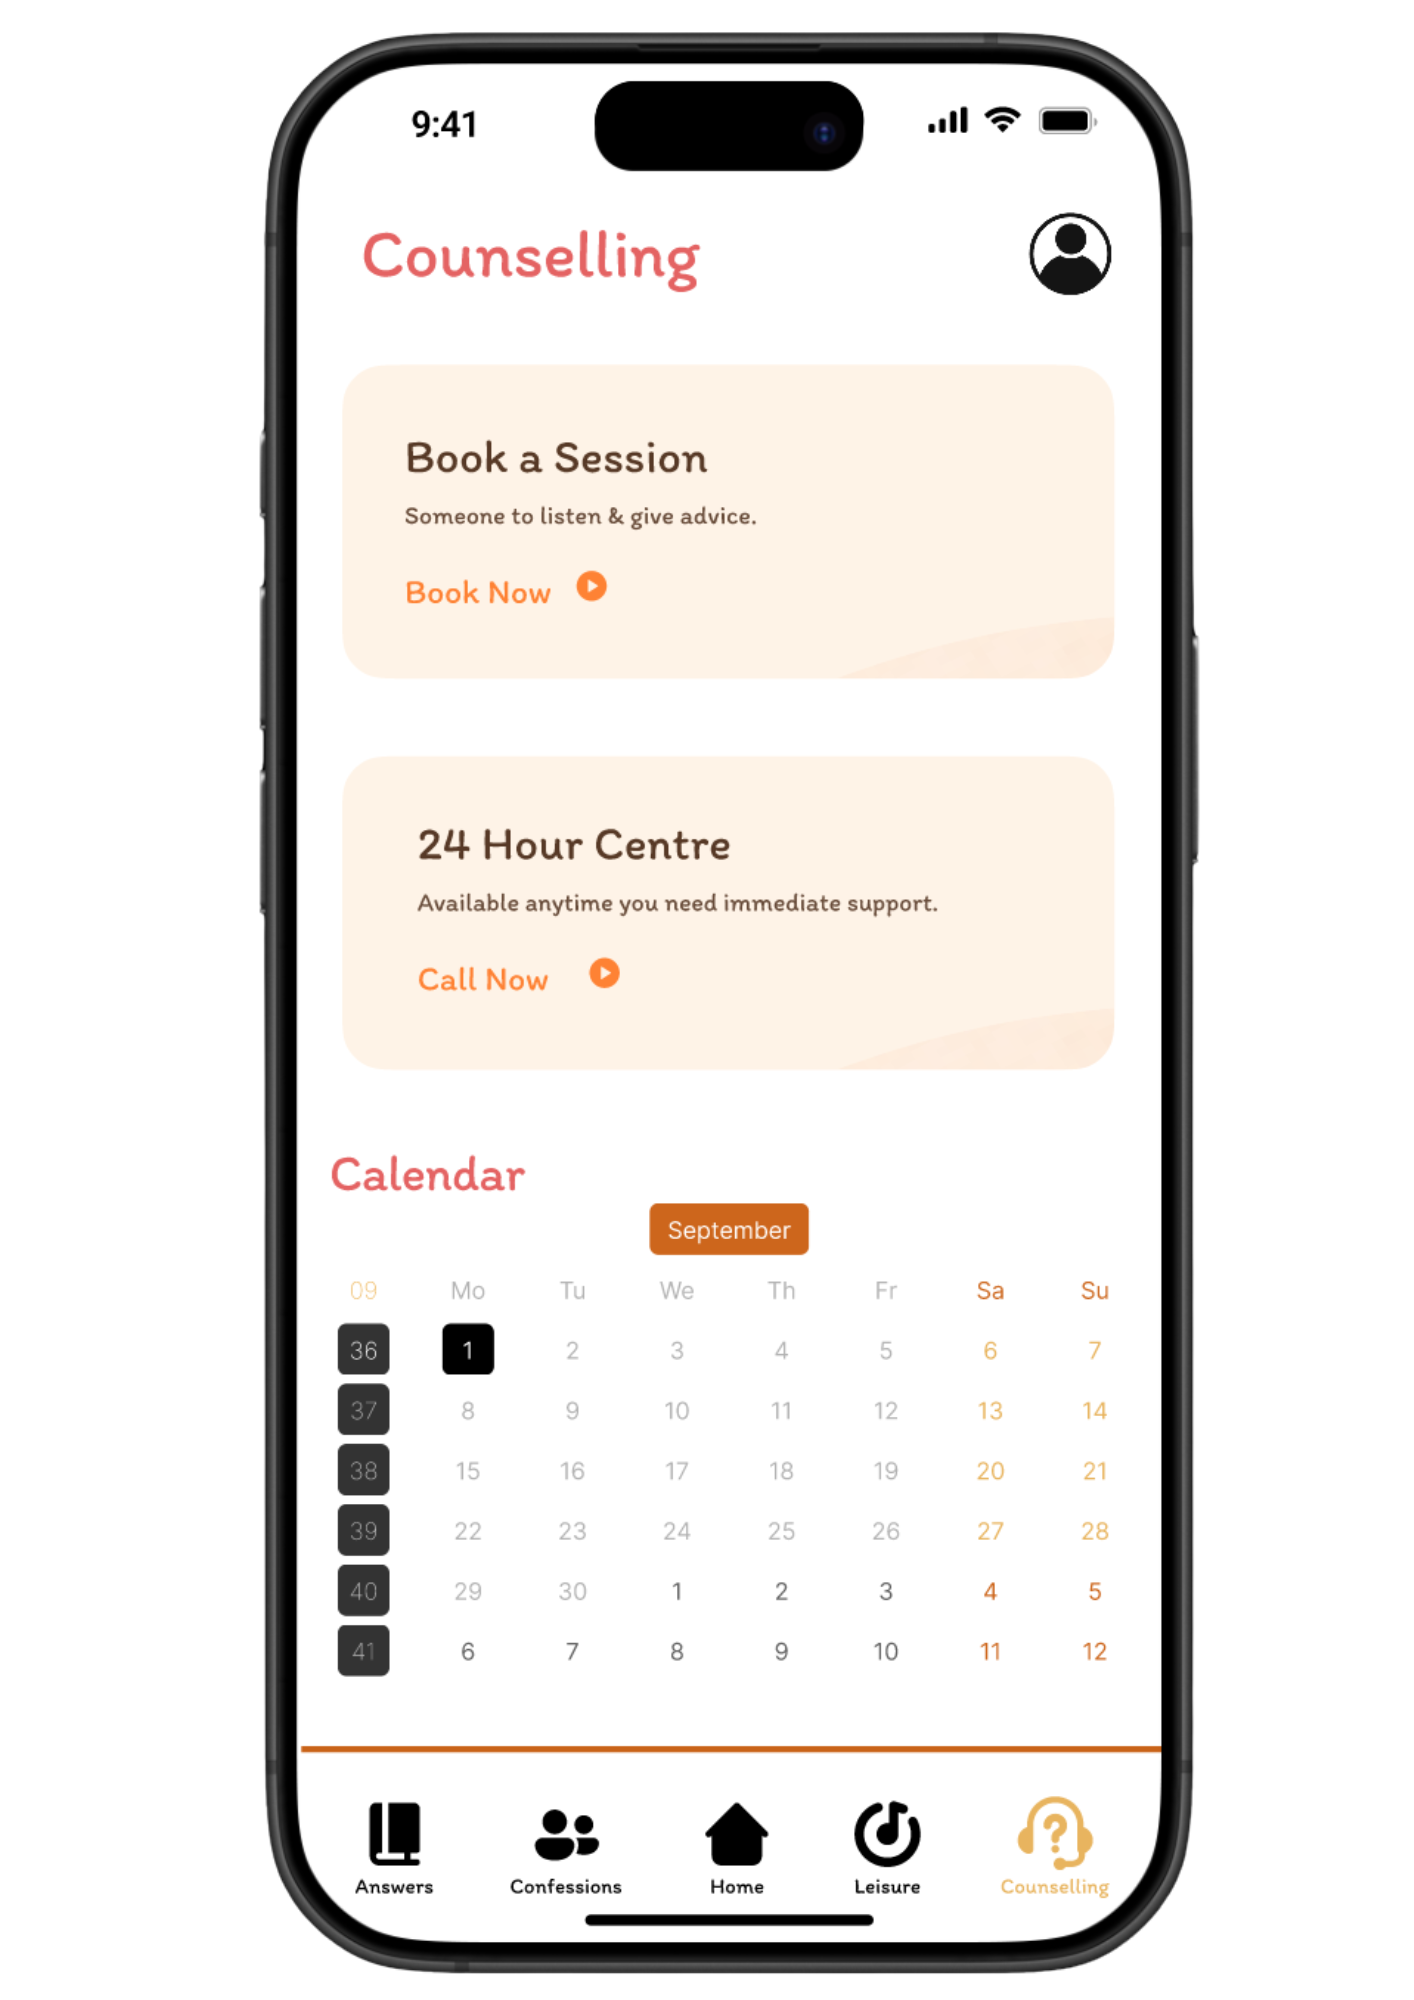 9:41
Counselling
Book a Session
Someone to listen & give advice.
Book Now
24 Hour Centre
Available anytime you need immediate support.
Call Now
Calendar
September
09 Mo Tu We Th Fr Sa Su
36 1 2 3 4 5 6 7
37 8 9 10 11 12 13 14
38 15 16 17 18 19 20 21
39 22 23 24 25 26 27 28
40 29 30 1 2 3 4 5
41 6 7 8 9 10 11 12
Answers Confessions Home Leisure Counselling